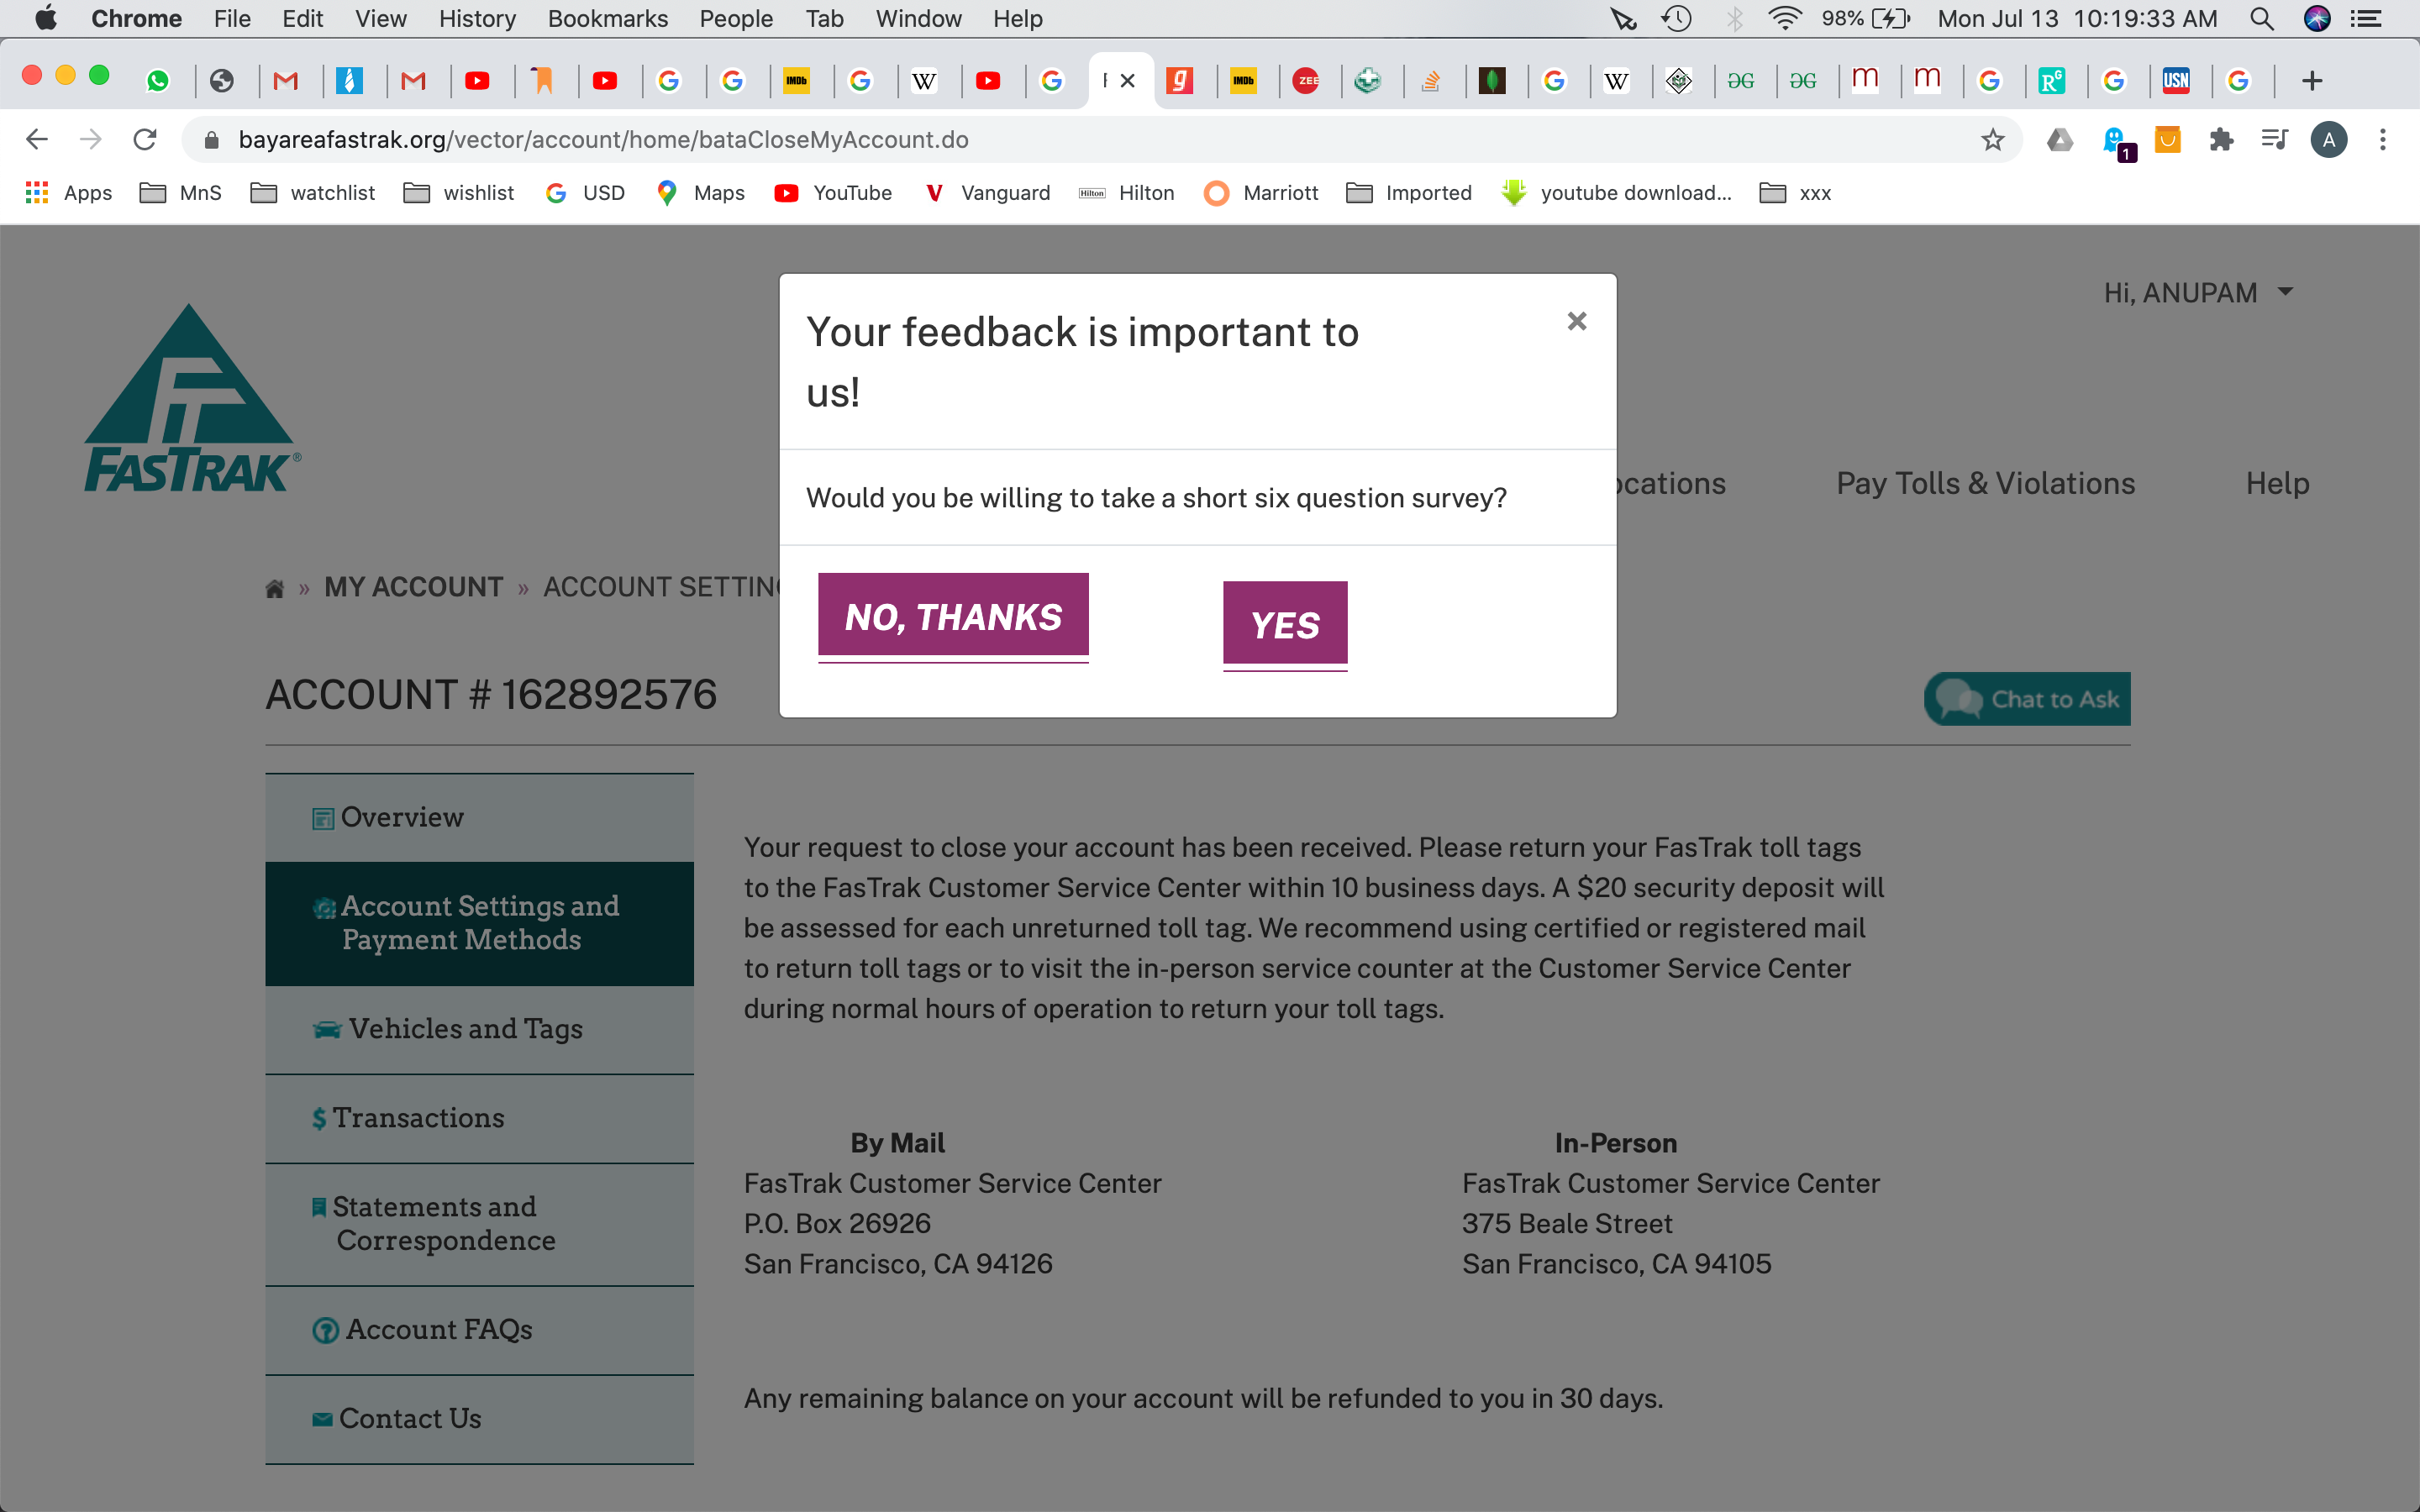 Chrome File Edit View History Bookmarks People Tab Window Help 98% Mon Jul 13 10:19:33 AM
bayareafastrak.org/vector/account/home/bataCloseMyAccount.do
Apps MnS watchlist wishlist USD Maps YouTube Vanguard Hilton Marriott Imported youtube download... xxx
Hi, ANUPAM
FASTRAK®
Your feedback is important to
us!
Would you be willing to take a short six question survey?
NO, THANKS YES
ocations Pay Tolls & Violations Help
» MY ACCOUNT » ACCOUNT SETTIN
ACCOUNT # 162892576
Chat to Ask
Overview
Account Settings and
Payment Methods
Vehicles and Tags
$ Transactions
Statements and
Correspondence
Account FAQs
Contact Us
Your request to close your account has been received. Please return your FasTrak toll tags
to the FasTrak Customer Service Center within 10 business days. A $20 security deposit will
be assessed for each unreturned toll tag. We recommend using certified or registered mail
to return toll tags or to visit the in-person service counter at the Customer Service Center
during normal hours of operation to return your toll tags.
By Mail
FasTrak Customer Service Center
P.O. Box 26926
San Francisco, CA 94126
In-Person
FasTrak Customer Service Center
375 Beale Street
San Francisco, CA 94105
Any remaining balance on your account will be refunded to you in 30 days.